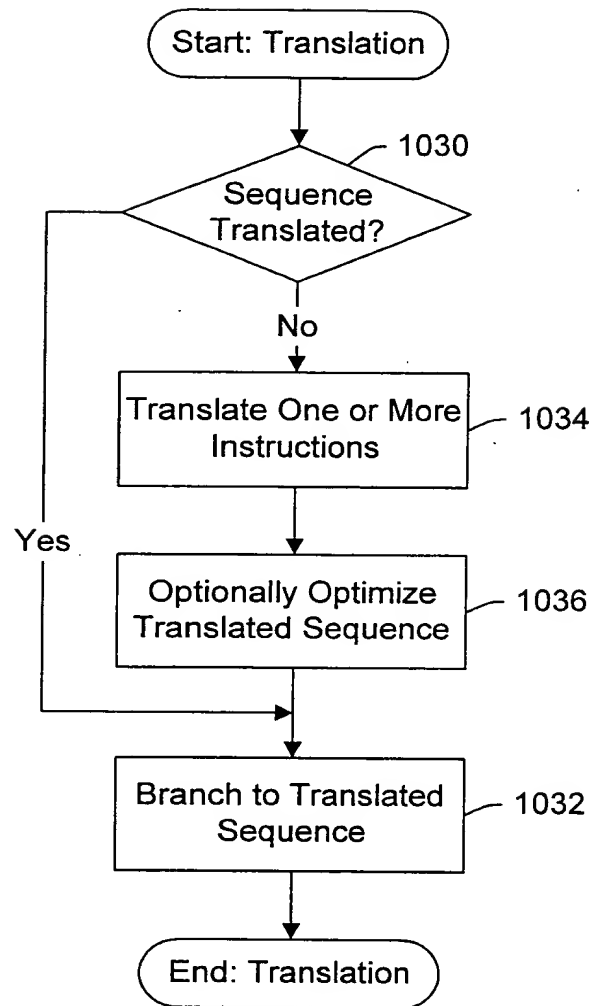 Start: Translation
1030
Sequence
Translated?
No
Translate One or More
Instructions
1034
Yes
Optionally Optimize
Translated Sequence
1036
Branch to Translated
Sequence
1032
End: Translation